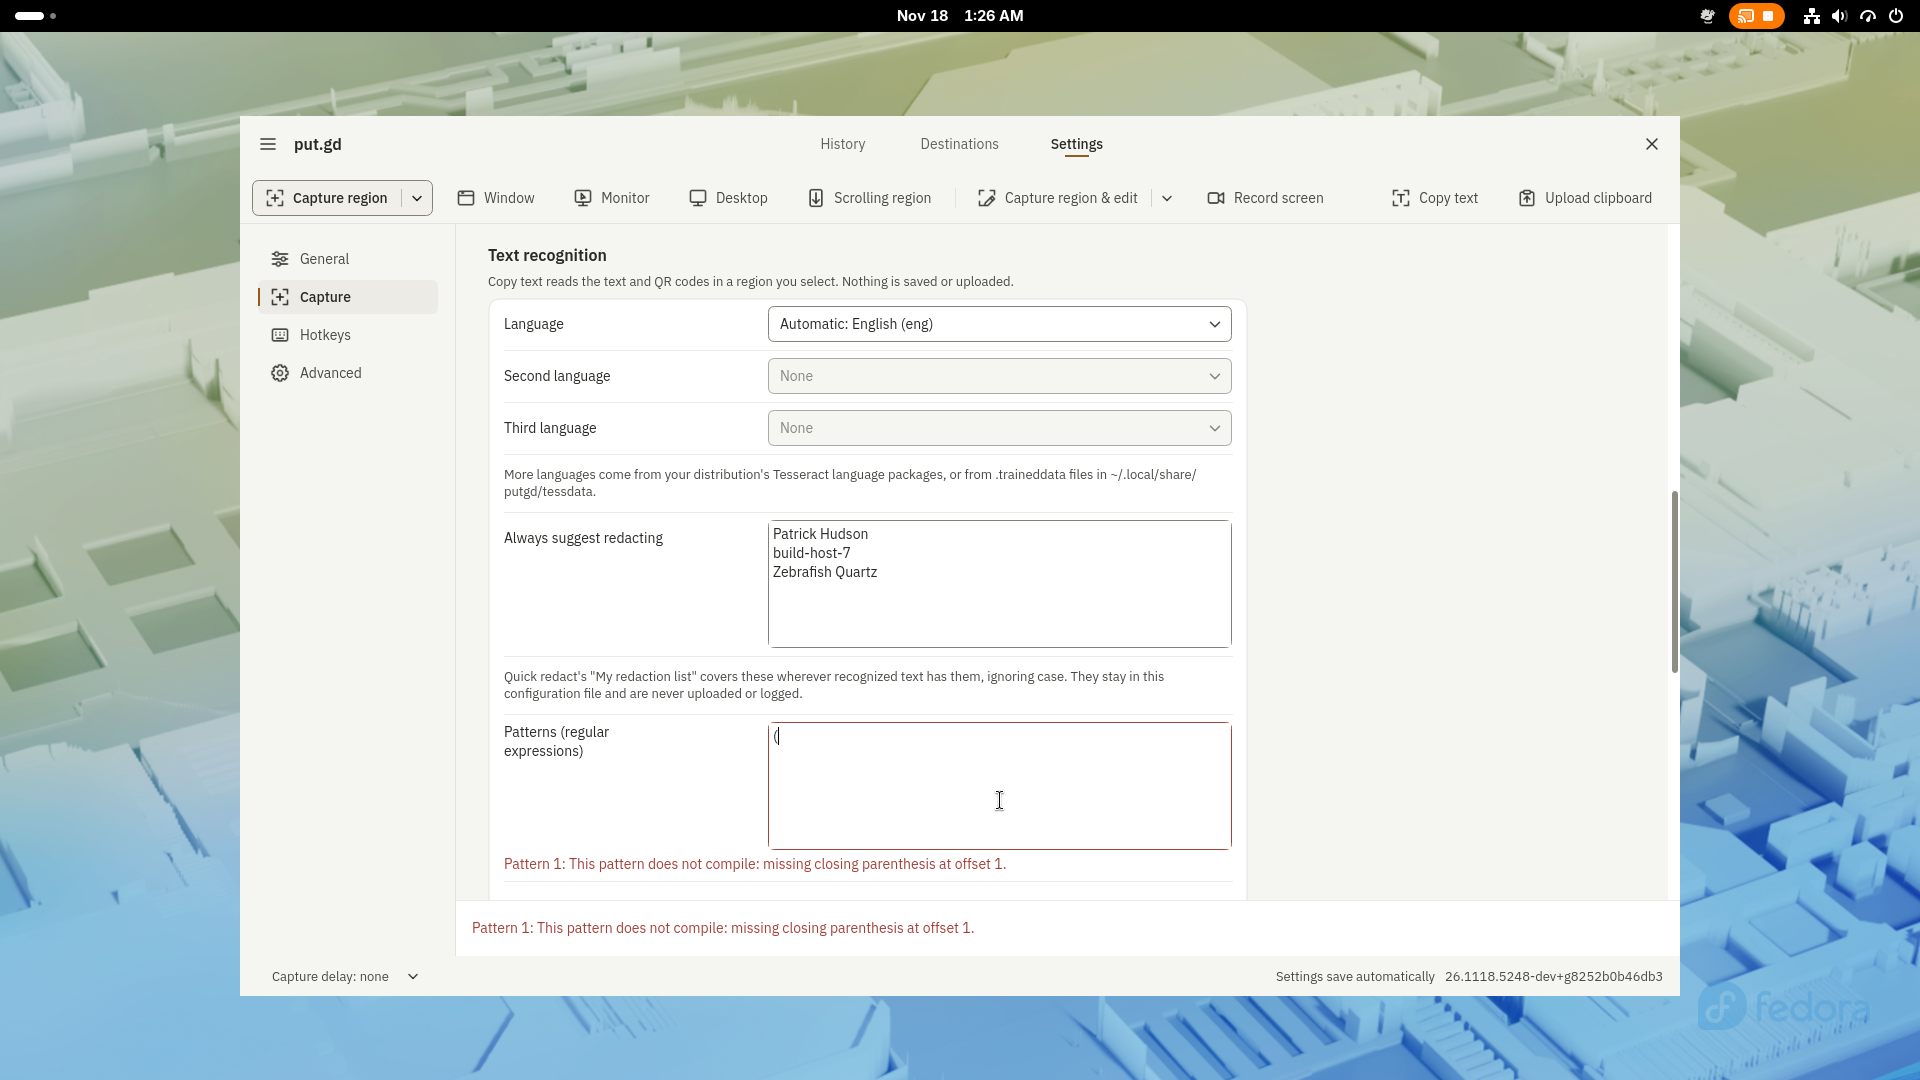 Nov 18 1:26 AM
put.gd
History
Destinations
Settings
Capture region
Window
Monitor
Desktop
Scrolling region
Capture region & edit
Record screen
Copy text
Upload clipboard
General
Capture
Hotkeys
Advanced
Text recognition
Copy text reads the text and QR codes in a region you select. Nothing is saved or uploaded.
Language
Automatic: English (eng)
Second language
None
Third language
None
More languages come from your distribution's Tesseract language packages, or from .traineddata files in ~/.local/share/
putgd/tessdata.
Always suggest redacting
Patrick Hudson
build-host-7
Zebrafish Quartz
Quick redact's "My redaction list" covers these wherever recognized text has them, ignoring case. They stay in this
configuration file and are never uploaded or logged.
Patterns (regular
expressions)
(
Pattern 1: This pattern does not compile: missing closing parenthesis at offset 1.
Pattern 1: This pattern does not compile: missing closing parenthesis at offset 1.
Capture delay: none
Settings save automatically
26.1118.5248-dev+g8252b0b46db3
fedora